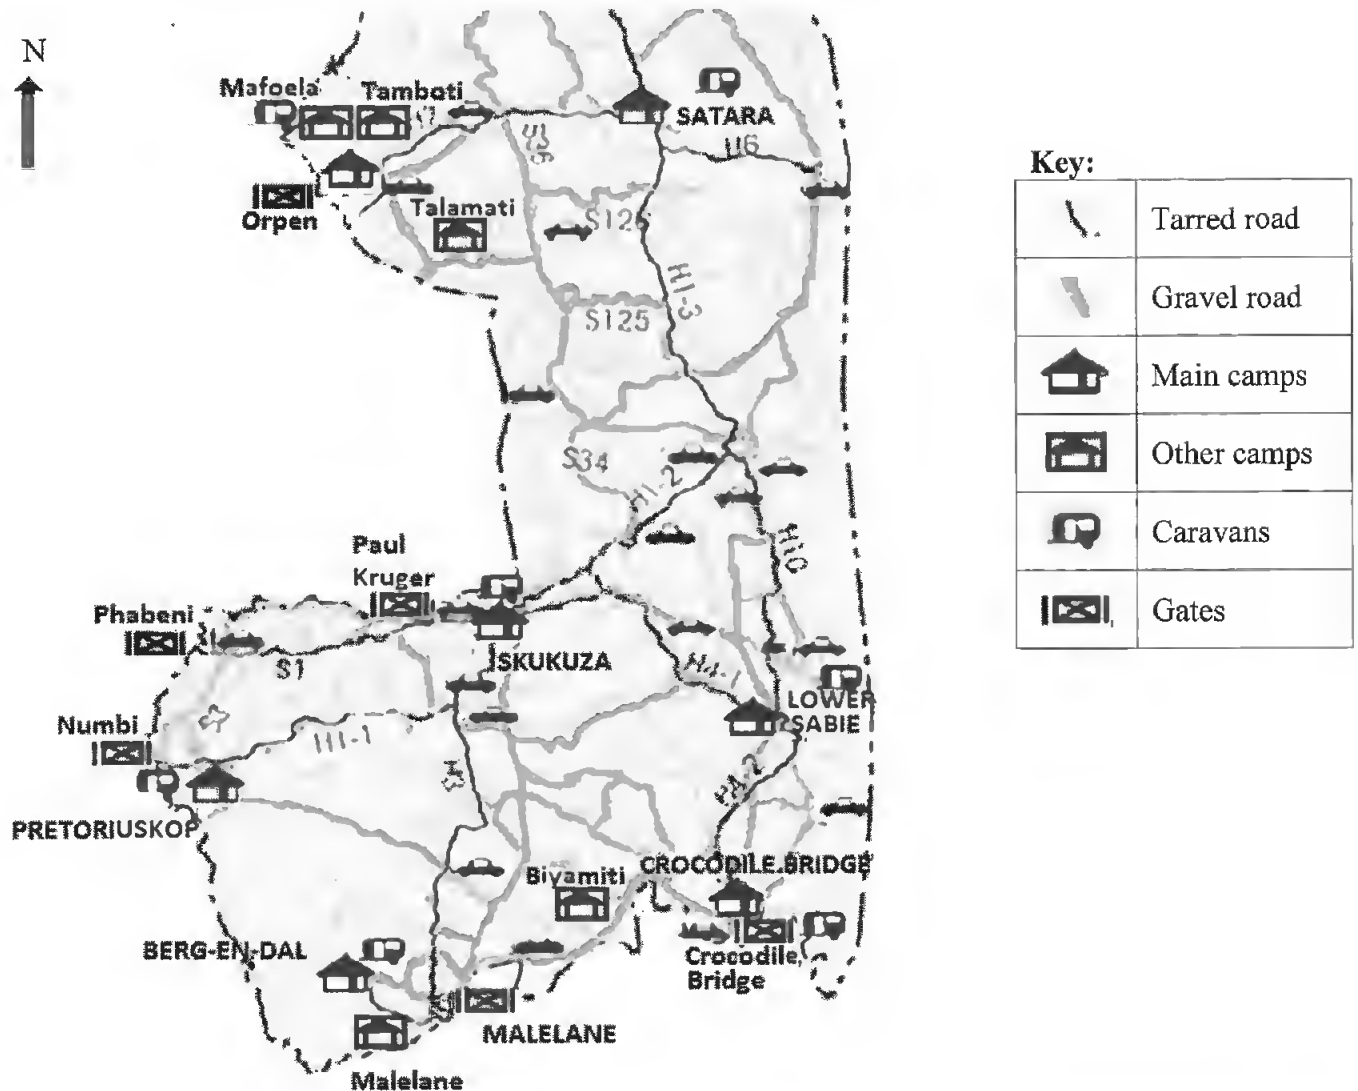 N
Mafoela
Tamboti
SATARA
S36
H6
Orpen
Talamati
S126
H1-3
S125
S34
H1-2
H10
Paul
Kruger
Phabeni
S1
SKUKUZA
H4-1
LOWER
SABIE
Numbi
H1-1
H3
H4-2
PRETORIUSKOP
CROCODILE.BRIDGE
Biyamiti
BERG-EN-DAL
Crocodile
Bridge
MALELANE
Malelane
Key:
Tarred road
Gravel road
Main camps
Other camps
Caravans
Gates